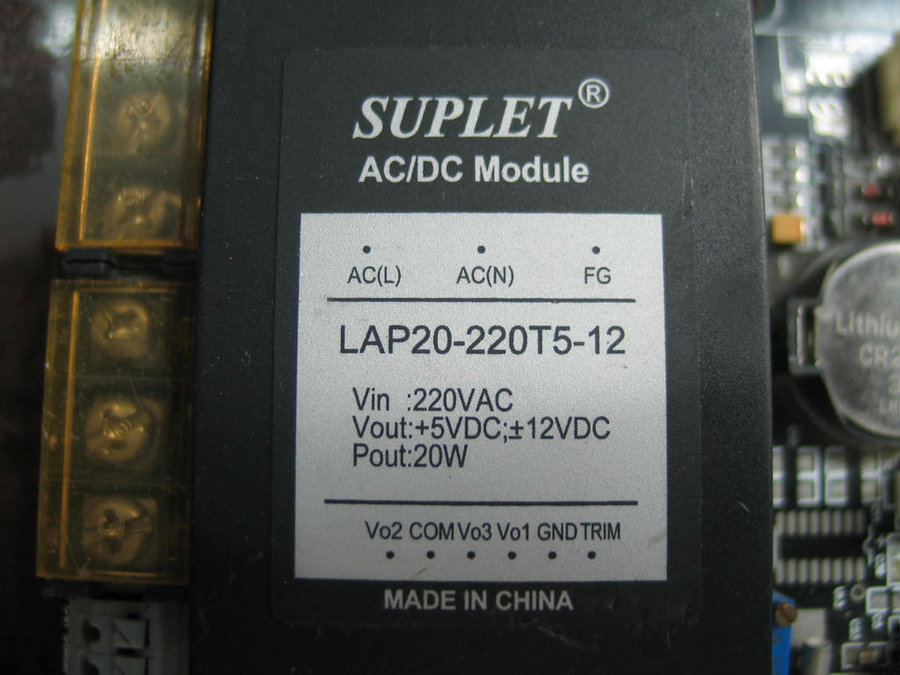 SUPLET®
AC/DC Module
AC(L) AC(N) FG
LAP20-220T5-12
Vin :220VAC
Vout:+5VDC;±12VDC
Pout:20W
Vo2 COM Vo3 Vo1 GND TRIM
MADE IN CHINA